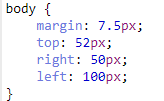 body {
    margin: 7.5px;
    top: 52px;
    right: 50px;
    left: 100px;
}